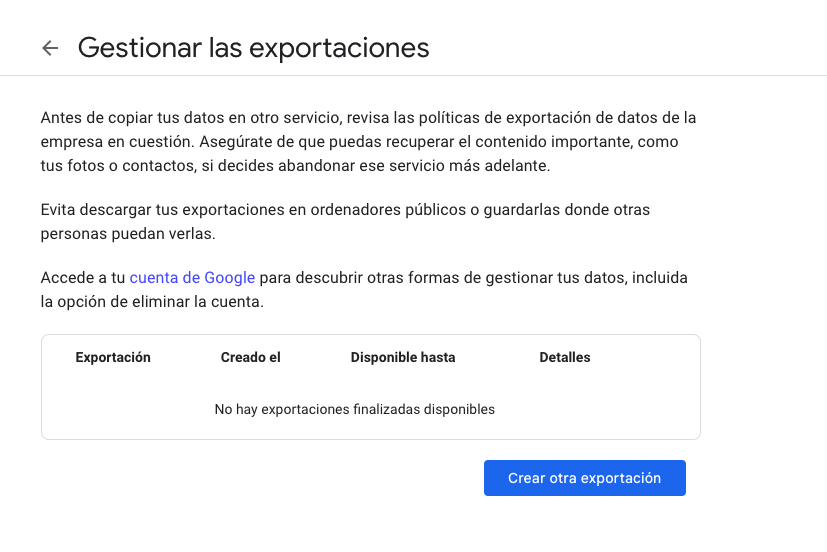 Gestionar las exportaciones
Antes de copiar tus datos en otro servicio, revisa las políticas de exportación de datos de la
empresa en cuestión. Asegúrate de que puedas recuperar el contenido importante, como
tus fotos o contactos, si decides abandonar ese servicio más adelante.
Evita descargar tus exportaciones en ordenadores públicos o guardarlas donde otras
personas puedan verlas.
Accede a tu cuenta de Google para descubrir otras formas de gestionar tus datos, incluida
la opción de eliminar la cuenta.
Exportación Creado el Disponible hasta Detalles
No hay exportaciones finalizadas disponibles
Crear otra exportación